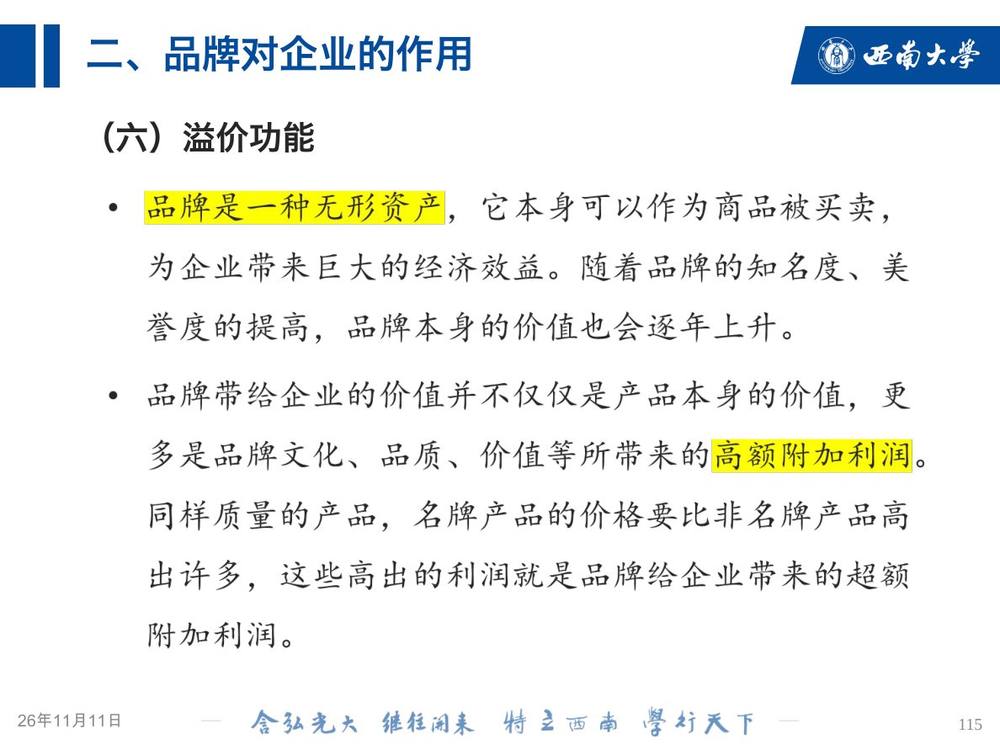 二、品牌对企业的作用
西南大学
（六）溢价功能
• 品牌是一种无形资产，它本身可以作为商品被买卖，
为企业带来巨大的经济效益。随着品牌的知名度、美
誉度的提高，品牌本身的价值也会逐年上升。
• 品牌带给企业的价值并不仅仅是产品本身的价值，更
多是品牌文化、品质、价值等所带来的高额附加利润。
同样质量的产品，名牌产品的价格要比非名牌产品高
出许多，这些高出的利润就是品牌给企业带来的超额
附加利润。
26年11月11日
含弘光大 继往开来 特立西南 學行天下
115